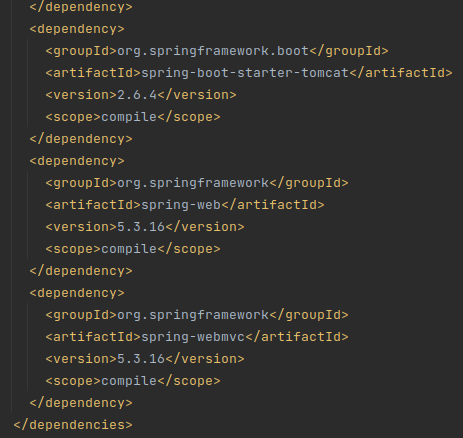 </dependency>
<dependency>
<groupId>org.springframework.boot</groupId>
<artifactId>spring-boot-starter-tomcat</artifactId>
<version>2.6.4</version>
<scope>compile</scope>
</dependency>
<dependency>
<groupId>org.springframework</groupId>
<artifactId>spring-web</artifactId>
<version>5.3.16</version>
<scope>compile</scope>
</dependency>
<dependency>
<groupId>org.springframework</groupId>
<artifactId>spring-webmvc</artifactId>
<version>5.3.16</version>
<scope>compile</scope>
</dependency>
</dependencies>